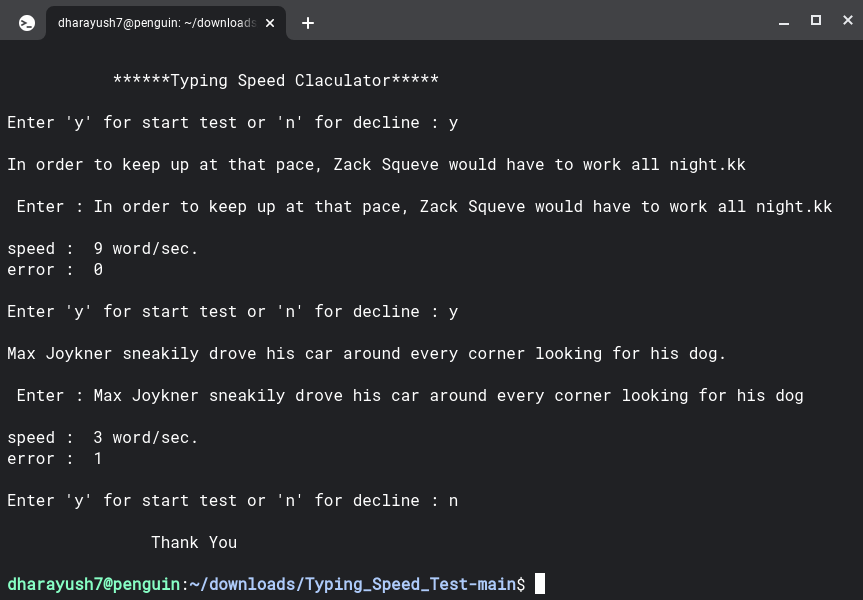 dharayush7@penguin: ~/downloads
******Typing Speed Claculator*****
Enter 'y' for start test or 'n' for decline : y
In order to keep up at that pace, Zack Squeve would have to work all night.kk
Enter : In order to keep up at that pace, Zack Squeve would have to work all night.kk
speed :  9 word/sec.
error :  0
Enter 'y' for start test or 'n' for decline : y
Max Joykner sneakily drove his car around every corner looking for his dog.
Enter : Max Joykner sneakily drove his car around every corner looking for his dog
speed :  3 word/sec.
error :  1
Enter 'y' for start test or 'n' for decline : n
Thank You
dharayush7@penguin:~/downloads/Typing_Speed_Test-main$